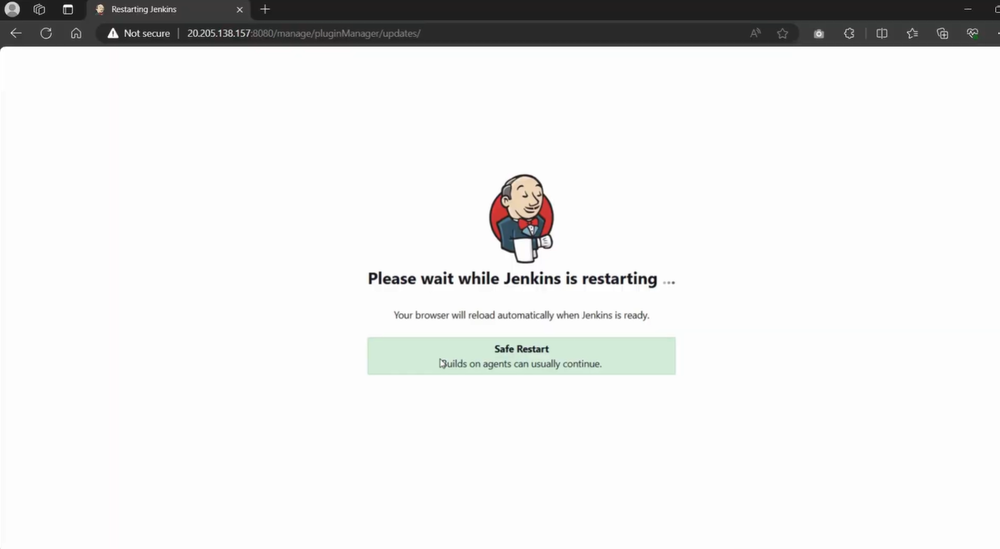 Restarting Jenkins
Not secure
20.205.138.157:8080/manage/pluginManager/updates/
Please wait while Jenkins is restarting ...
Your browser will reload automatically when Jenkins is ready.
Safe Restart
Builds on agents can usually continue.